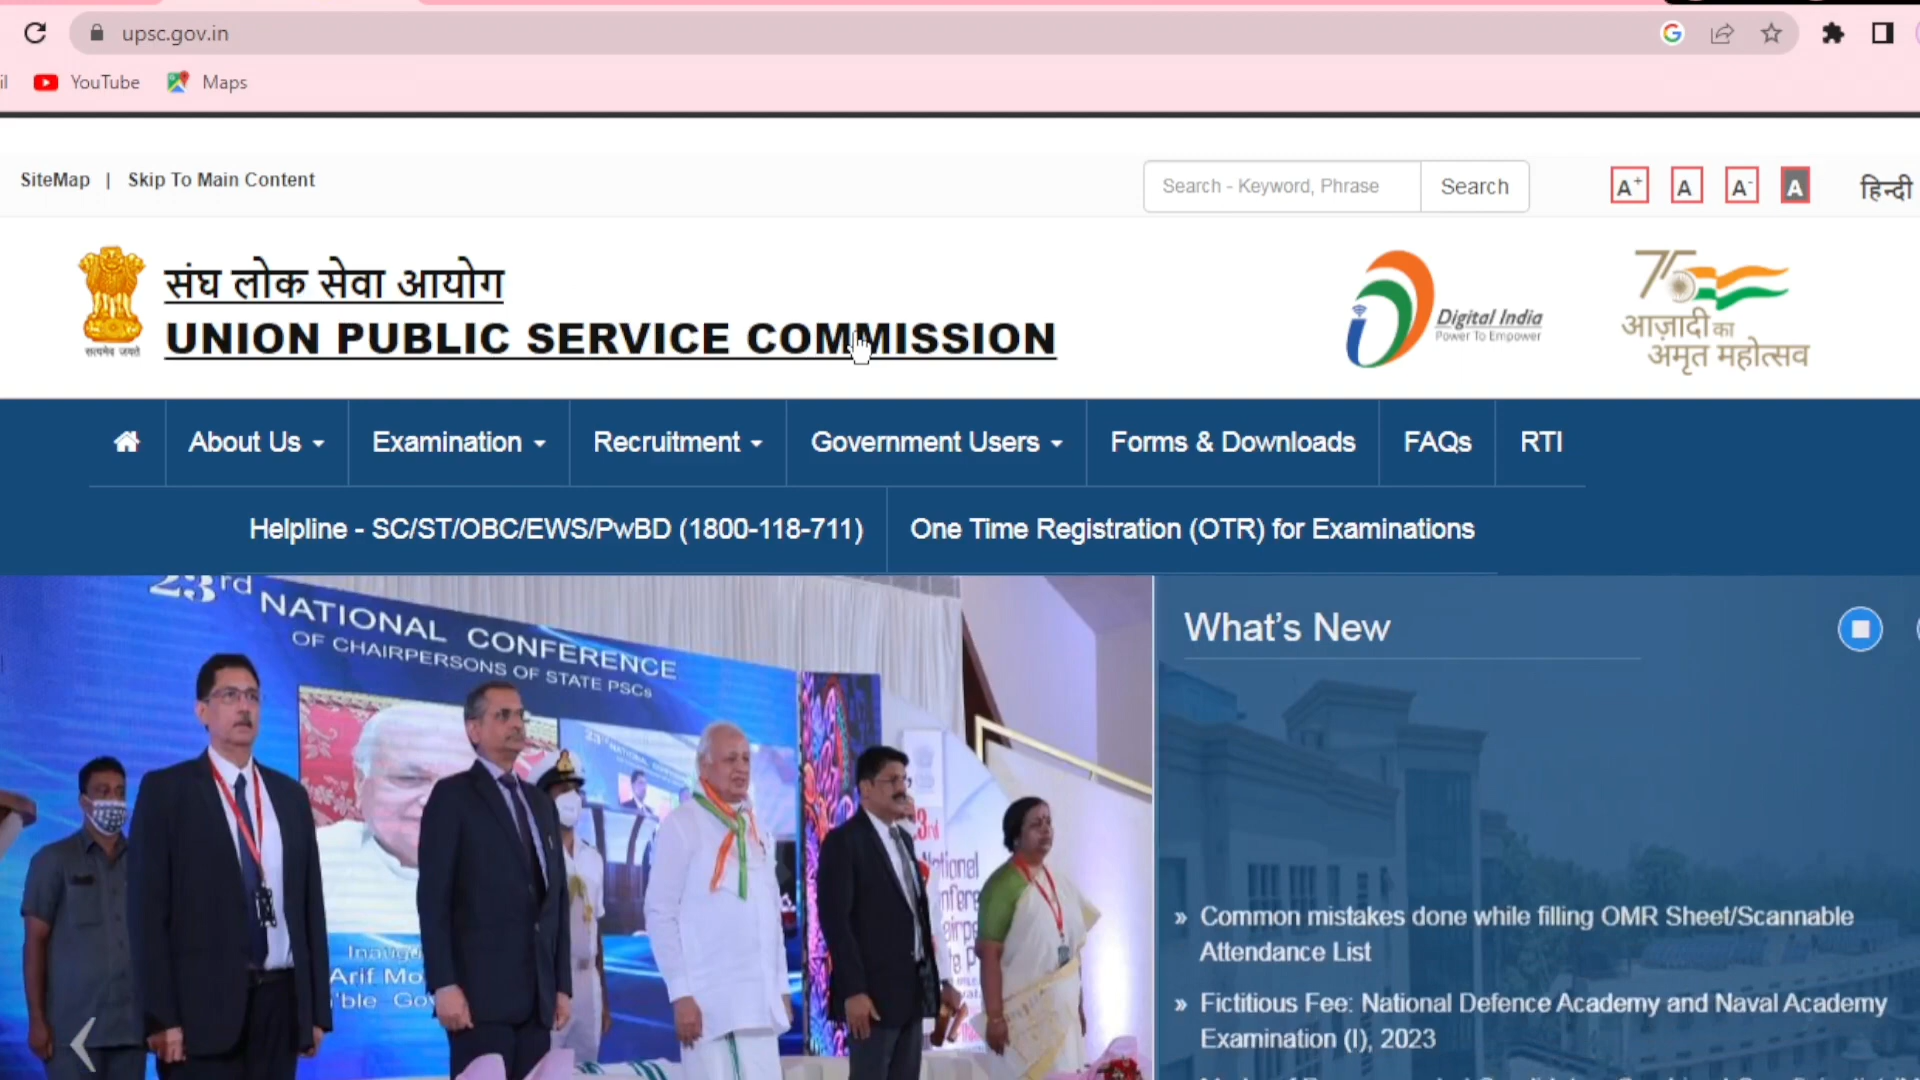 upsc.gov.in
YouTube Maps
SiteMap | Skip To Main Content
Search - Keyword, Phrase Search A+ A A- A हिन्दी
संघ लोक सेवा आयोग
UNION PUBLIC SERVICE COMMISSION
सत्यमेव जयते
Digital India
Power To Empower
75
आज़ादी का
अमृत महोत्सव
About Us Examination Recruitment Government Users Forms & Downloads FAQs RTI
Helpline - SC/ST/OBC/EWS/PwBD (1800-118-711) One Time Registration (OTR) for Examinations
23rd
NATIONAL CONFERENCE
OF CHAIRPERSONS OF STATE PSCs
Arif
What's New
» Common mistakes done while filling OMR Sheet/Scannable
Attendance List
» Fictitious Fee: National Defence Academy and Naval Academy
Examination (I), 2023